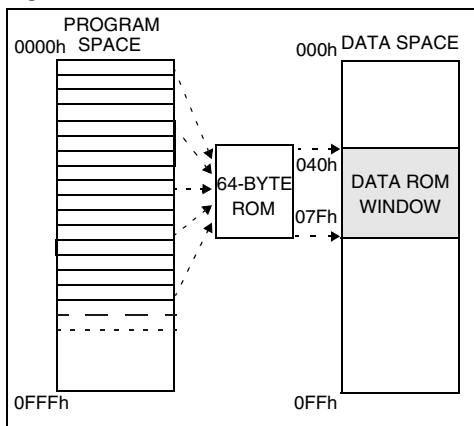 PROGRAM
SPACE
0000h
000h
DATA SPACE
64-BYTE
ROM
040h
07Fh
DATA ROM
WINDOW
0FFFh
0FFh